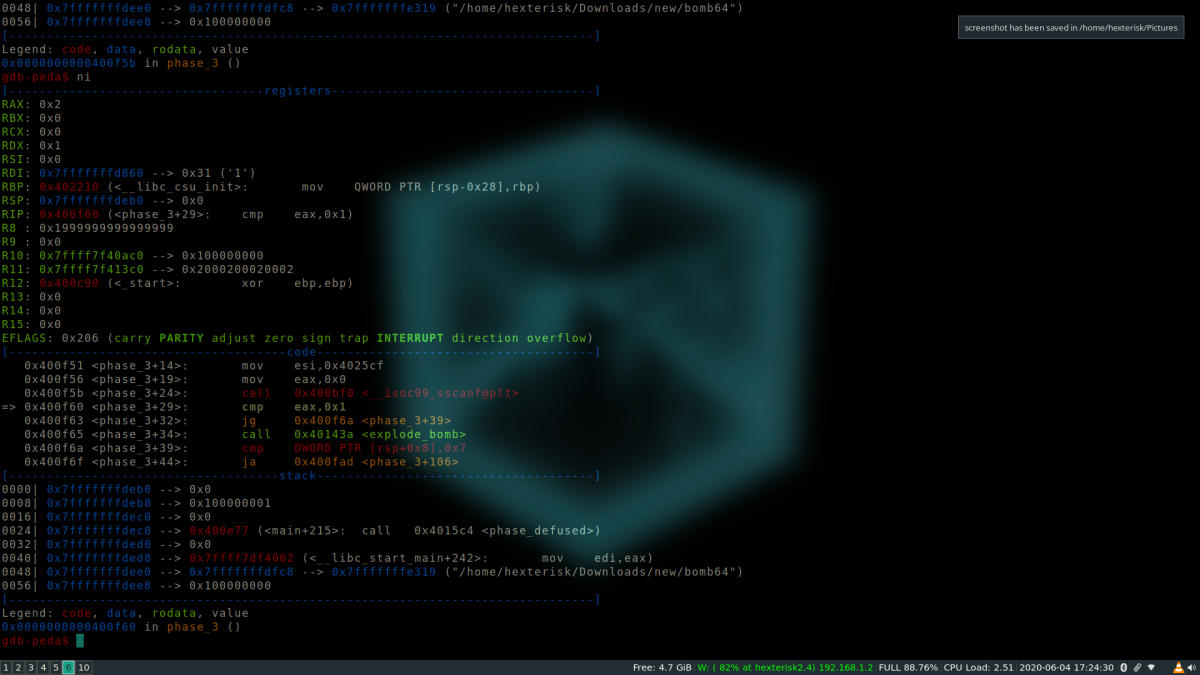 0048| 0x7fffffffdee0 --> 0x7fffffffdfc8 --> 0x7fffffffe319 ("/home/hexterisk/Downloads/new/bomb64")
0056| 0x7fffffffdee8 --> 0x100000000
[------------------------------------------------------------------------------]
Legend: code, data, rodata, value
0x0000000000400f5b in phase_3 ()
gdb-peda$ ni
[----------------------------------registers-----------------------------------]
RAX: 0x2
RBX: 0x0
RCX: 0x0
RDX: 0x1
RSI: 0x0
RDI: 0x7fffffffd860 --> 0x31 ('1')
RBP: 0x402210 (<__libc_csu_init>: mov QWORD PTR [rsp-0x28],rbp)
RSP: 0x7fffffffdeb0 --> 0x0
RIP: 0x400f60 (<phase_3+29>: cmp eax,0x1)
R8 : 0x1999999999999999
R9 : 0x0
R10: 0x7ffff7f40ac0 --> 0x100000000
R11: 0x7ffff7f413c0 --> 0x2000200020002
R12: 0x400c90 (<_start>: xor ebp,ebp)
R13: 0x0
R14: 0x0
R15: 0x0
EFLAGS: 0x206 (carry PARITY adjust zero sign trap INTERRUPT direction overflow)
[-------------------------------------code-------------------------------------]
0x400f51 <phase_3+14>: mov esi,0x4025cf
0x400f56 <phase_3+19>: mov eax,0x0
0x400f5b <phase_3+24>: call 0x400bf0 <__isoc99_sscanf@plt>
=> 0x400f60 <phase_3+29>: cmp eax,0x1
0x400f63 <phase_3+32>: jg 0x400f6a <phase_3+39>
0x400f65 <phase_3+34>: call 0x40143a <explode_bomb>
0x400f6a <phase_3+39>: cmp DWORD PTR [rsp+0x8],0x7
0x400f6f <phase_3+44>: ja 0x400fad <phase_3+106>
[------------------------------------stack-------------------------------------]
0000| 0x7fffffffdeb0 --> 0x0
0008| 0x7fffffffdeb8 --> 0x100000001
0016| 0x7fffffffdec0 --> 0x0
0024| 0x7fffffffdec8 --> 0x400e77 (<main+215>: call 0x4015c4 <phase_defused>)
0032| 0x7fffffffded0 --> 0x0
0040| 0x7fffffffded8 --> 0x7ffff7df4002 (<__libc_start_main+242>: mov edi,eax)
0048| 0x7fffffffdee0 --> 0x7fffffffdfc8 --> 0x7fffffffe319 ("/home/hexterisk/Downloads/new/bomb64")
0056| 0x7fffffffdee8 --> 0x100000000
[------------------------------------------------------------------------------]
Legend: code, data, rodata, value
0x0000000000400f60 in phase_3 ()
gdb-peda$
screenshot has been saved in /home/hexterisk/Pictures
1 2 3 4 5 6 10 Free: 4.7 GiB W: ( 82% at hexterisk2.4) 192.168.1.2 FULL 88.76% CPU Load: 2.51 2020-06-04 17:24:30